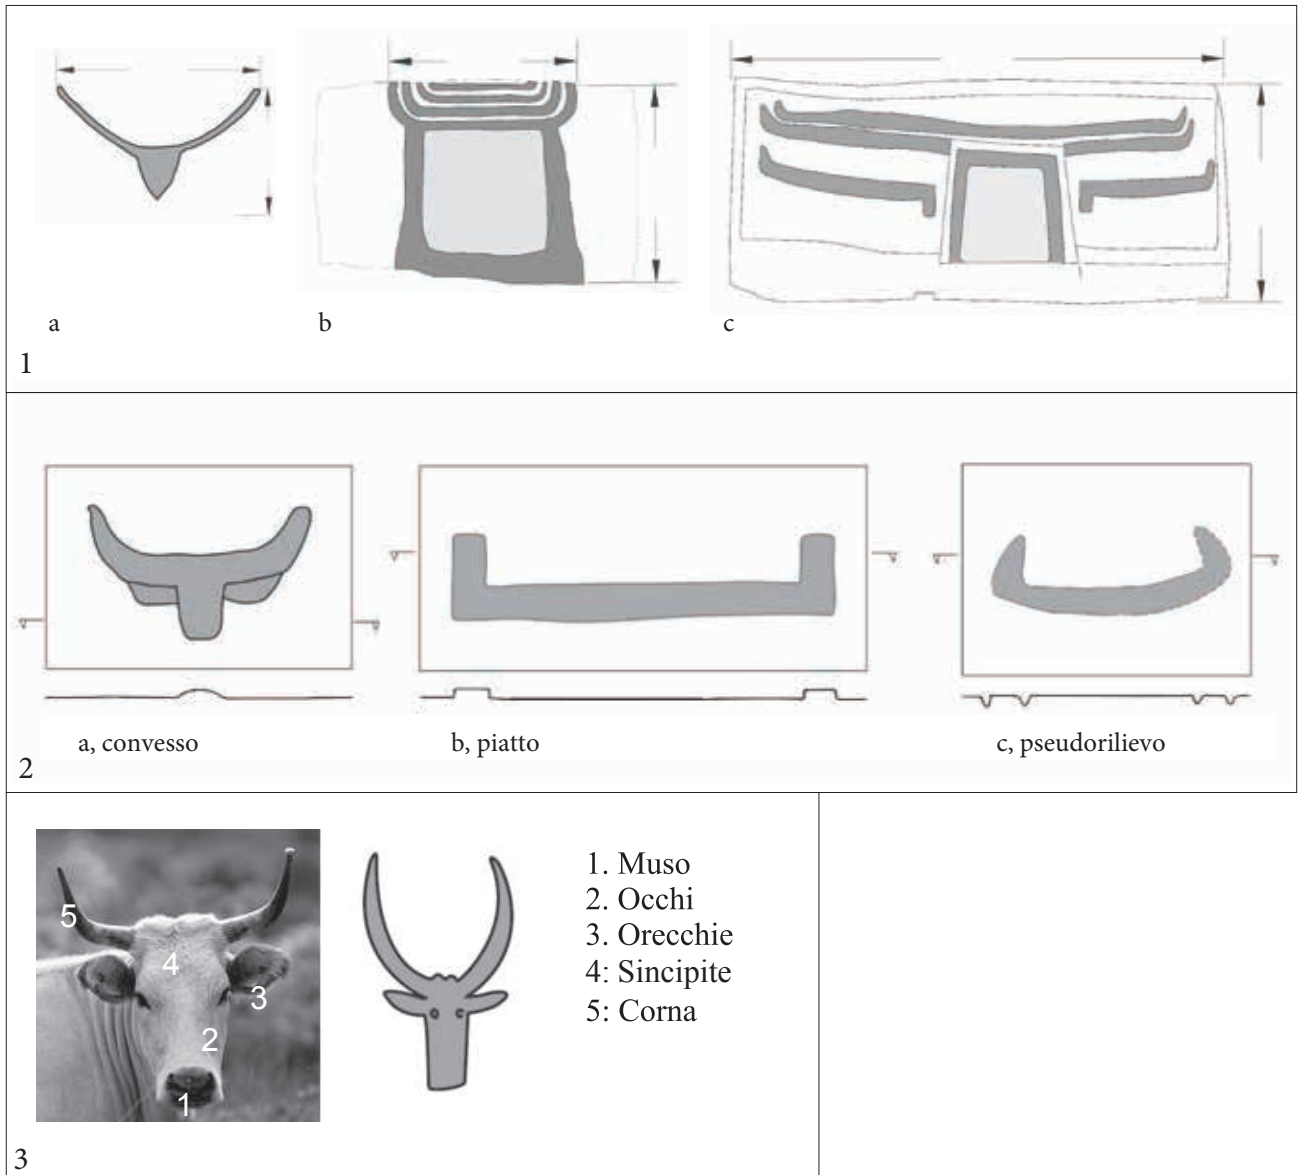 a
b
c
1
a, convesso
b, piatto
c, pseudorilievo
2
1. Muso
2. Occhi
3. Orecchie
4: Sincipite
5: Corna
5
4
3
2
1
3